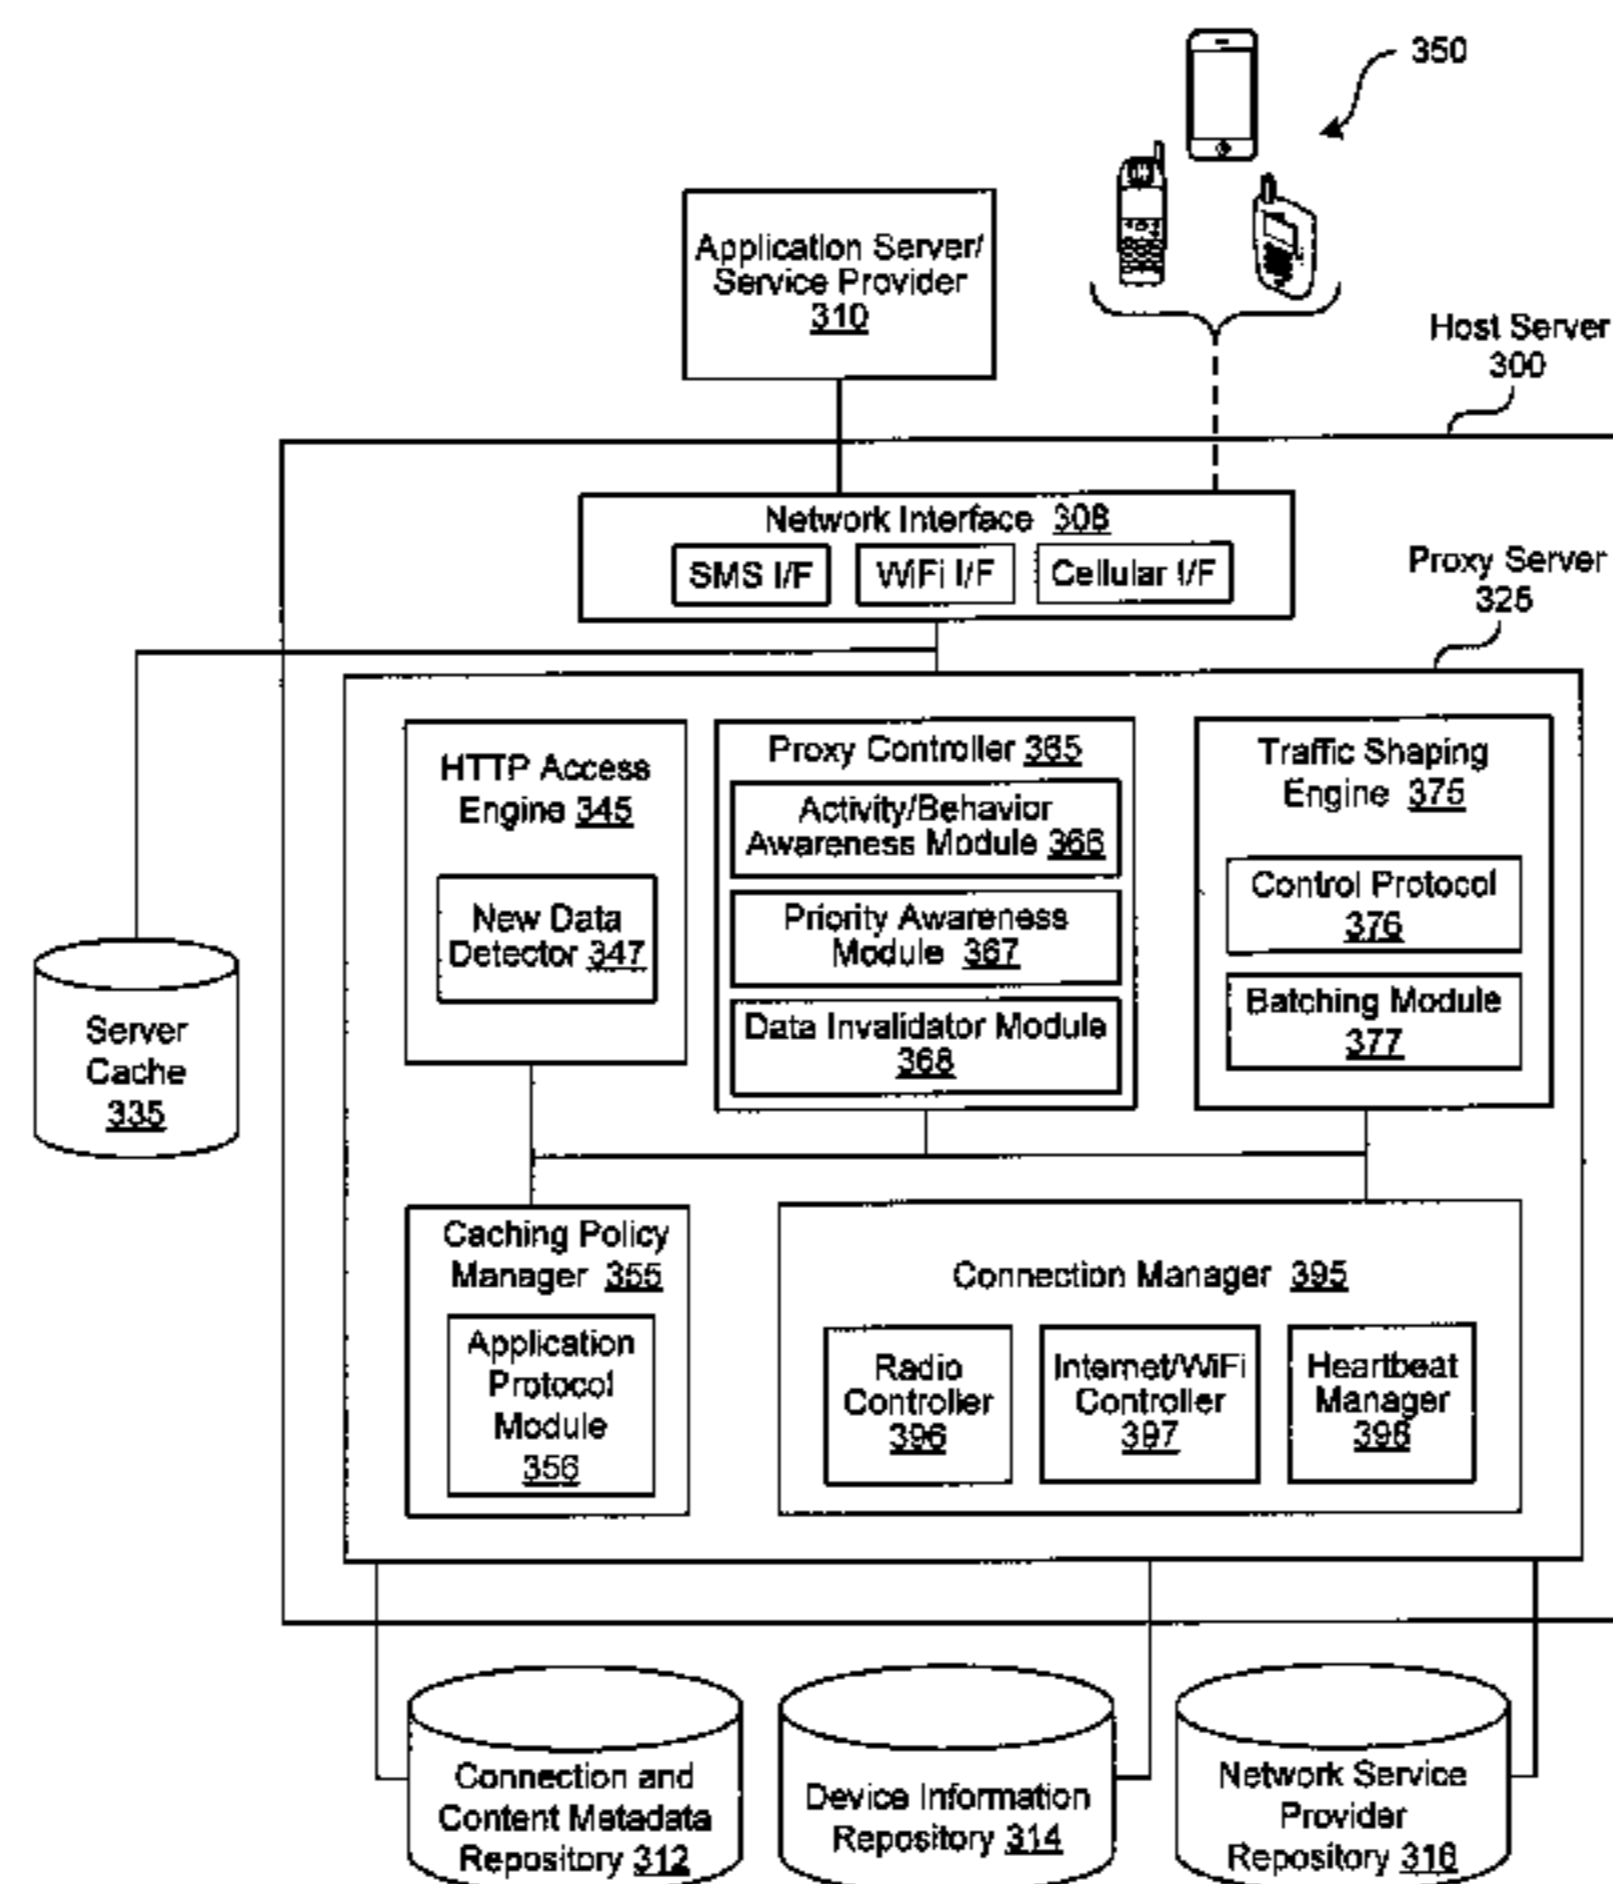 350
Application Server/
Service Provider
310
Host Server
300
Network Interface 308
SMS I/F
WiFi I/F
Cellular I/F
Proxy Server
325
HTTP Access
Engine 345
New Data
Detector 347
Proxy Controller 365
Activity/Behavior
Awareness Module 366
Priority Awareness
Module 367
Data Invalidator Module
368
Traffic Shaping
Engine 375
Control Protocol
376
Batching Module
377
Server
Cache
335
Caching Policy
Manager 355
Application
Protocol
Module
356
Connection Manager 395
Radio
Controller
396
Internet/WiFi
Controller
397
Heartbeat
Manager
398
Connection and
Content Metadata
Repository 312
Device Information
Repository 314
Network Service
Provider
Repository 316